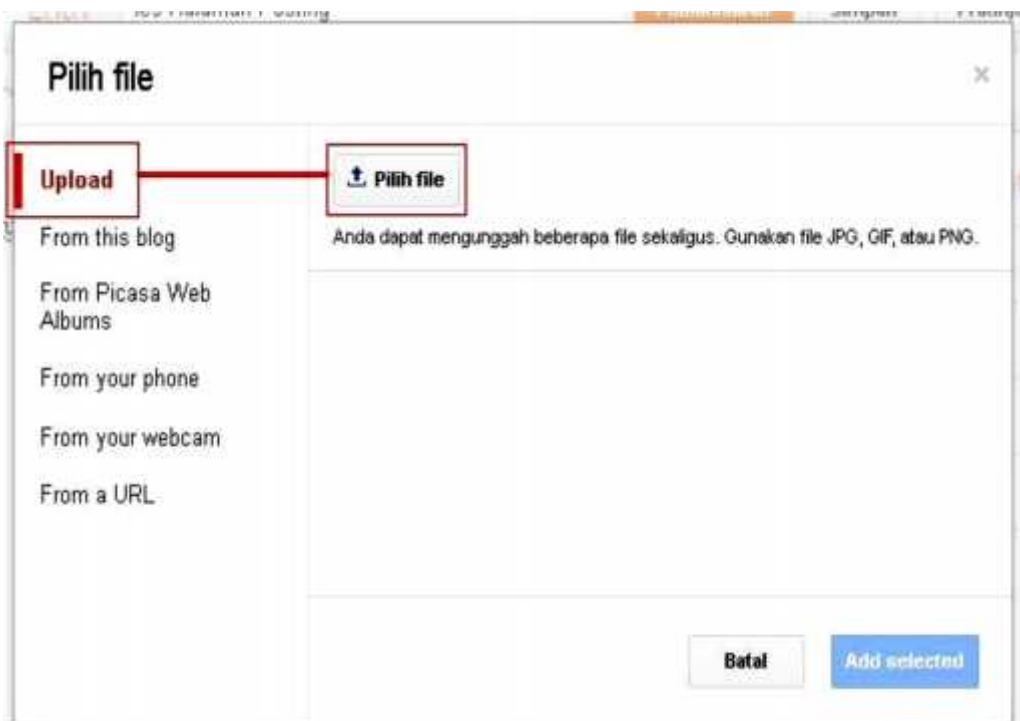 Pilih file
×
Upload
Pilih file
From this blog
Anda dapat mengunggah beberapa file sekaligus. Gunakan file JPG, GIF, atau PNG.
From Picasa Web
Albums
From your phone
From your webcam
From a URL
Batal
Add selected